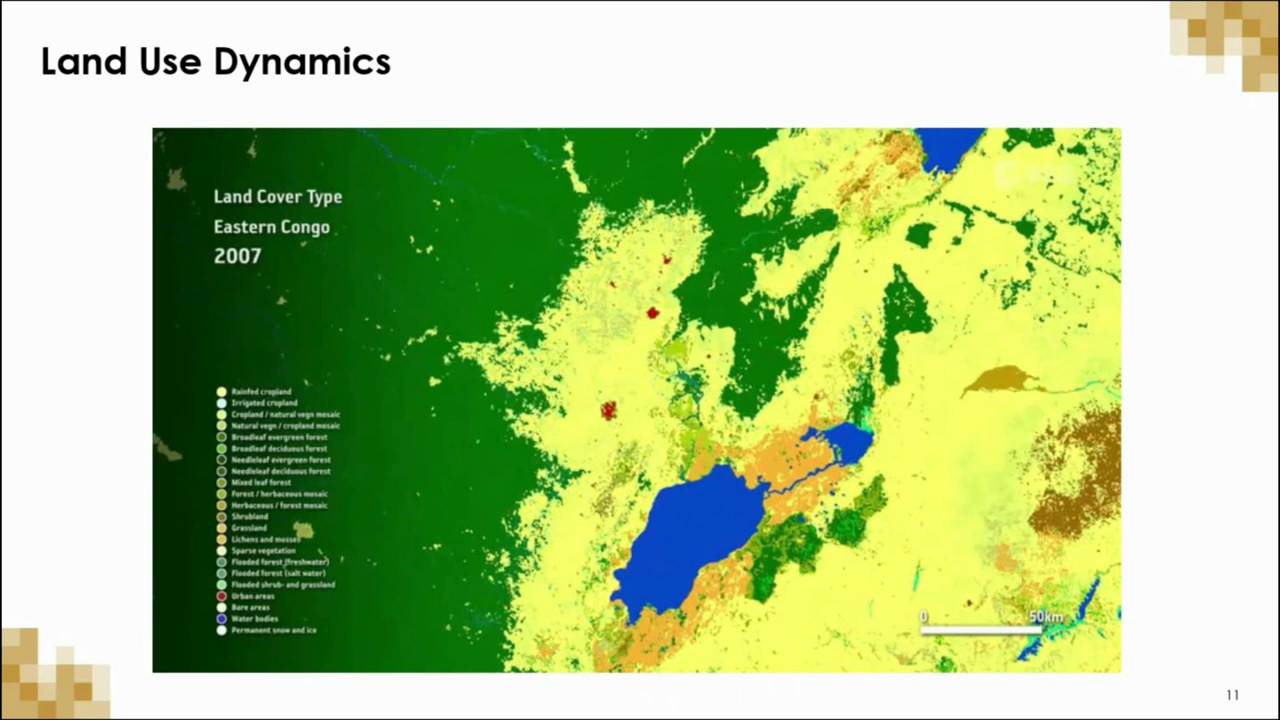 Land Use Dynamics
Land Cover Type
Eastern Congo
2007
Rainfed cropland
Irrigated cropland
Cropland / natural vegn mosaic
Natural vegn / cropland mosaic
Broadleaf evergreen forest
Broadleaf deciduous forest
Needleleaf evergreen forest
Needleleaf deciduous forest
Mixed leaf forest
Forest / herbaceous mosaic
Herbaceous / forest mosaic
Shrubland
Grassland
Lichens and mosses
Sparse vegetation
Flooded forest (freshwater)
Flooded forest (salt water)
Flooded shrub- and grassland
Urban areas
Bare areas
Water bodies
Permanent snow and ice
0 50km
11